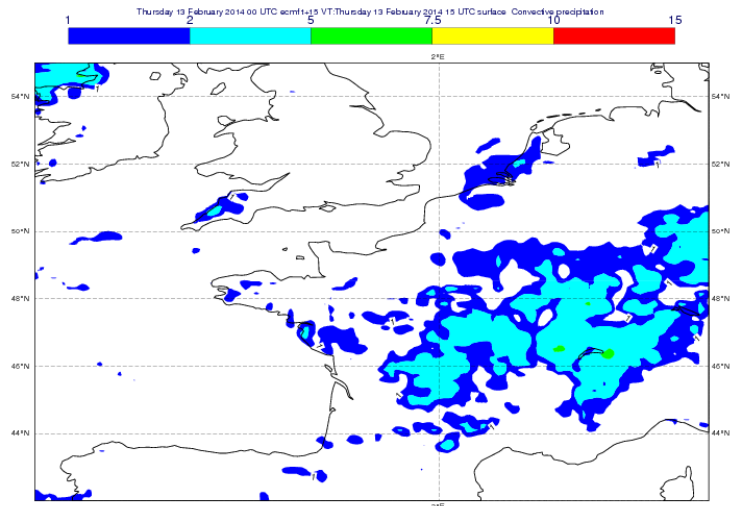 Thursday 13 February 2014 00 UTC ecmf t+15 VT:Thursday 13 February 2014 15 UTC surface Convective precipitation
1 2 5 7.5 10 15
2°E
54°N 54°N
52°N 52°N
50°N 50°N
48°N 48°N
46°N 46°N
44°N 44°N